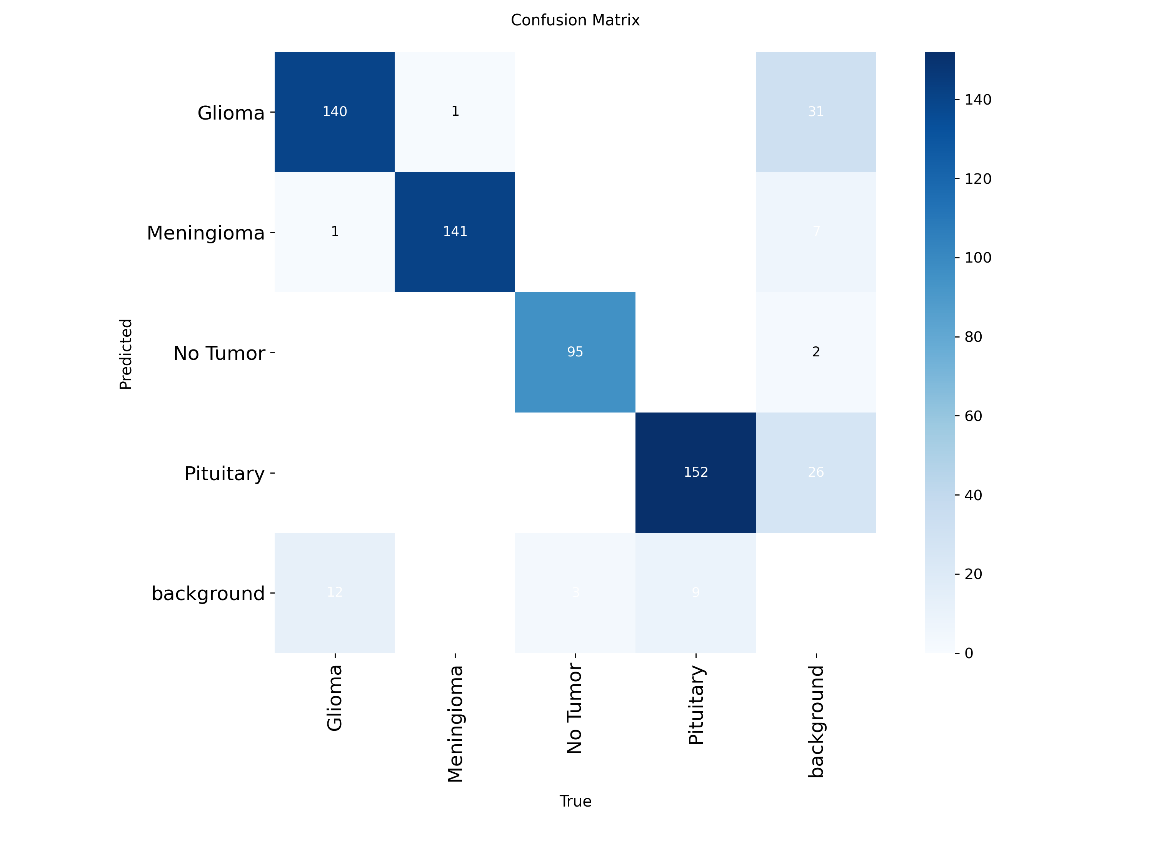 Confusion Matrix
Glioma 140 1 31
Meningioma 1 141 7
No Tumor 95 2
Pituitary 152 26
background 12 3 9
Predicted
Glioma Meningioma No Tumor Pituitary background
True
140
120
100
80
60
40
20
0